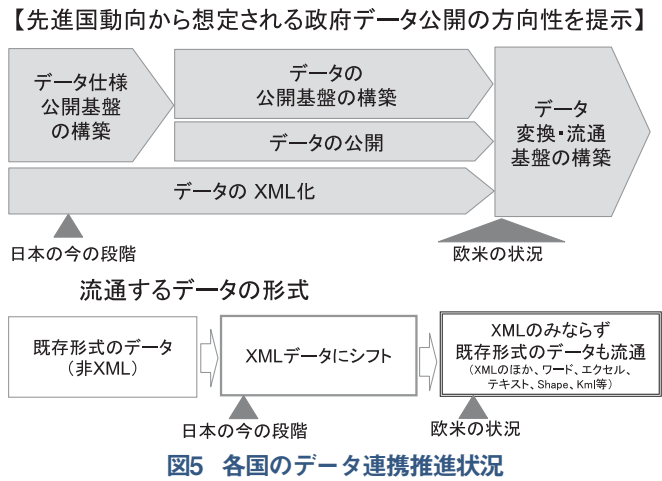 【先進国動向から想定される政府データ公開の方向性を提示】
データ仕様
公開基盤
の構築
データの
公開基盤の構築
データの公開
データ
変換・流通
基盤の構築
データの XML化
日本の今の段階
欧米の状況
流通するデータの形式
既存形式のデータ
（非XML）
XMLデータにシフト
XMLのみならず
既存形式のデータも流通
（XMLのほか、ワード、エクセル、
テキスト、Shape、Kml等）
日本の今の段階
欧米の状況
図5 各国のデータ連携推進状況